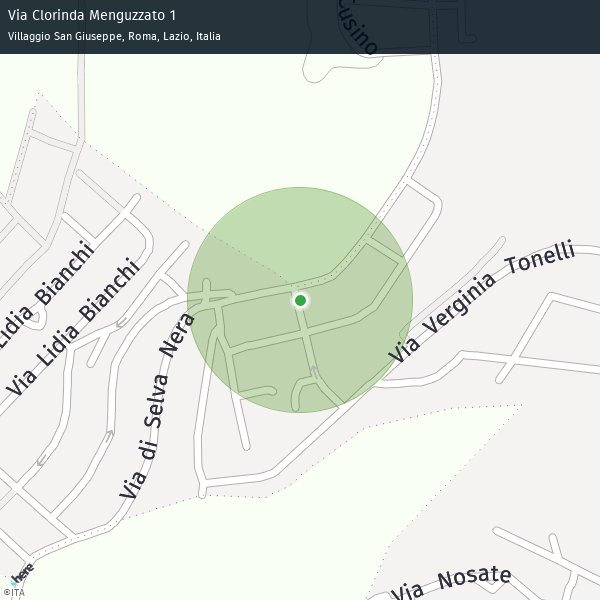 Via Clorinda Menguzzato 1
Villaggio San Giuseppe, Roma, Lazio, Italia
cusino
Lidia Bianchi
Via Lidia Bianchi
Via di Selva Nera
Via Verginia Tonelli
Via Nosate
here
©ITA